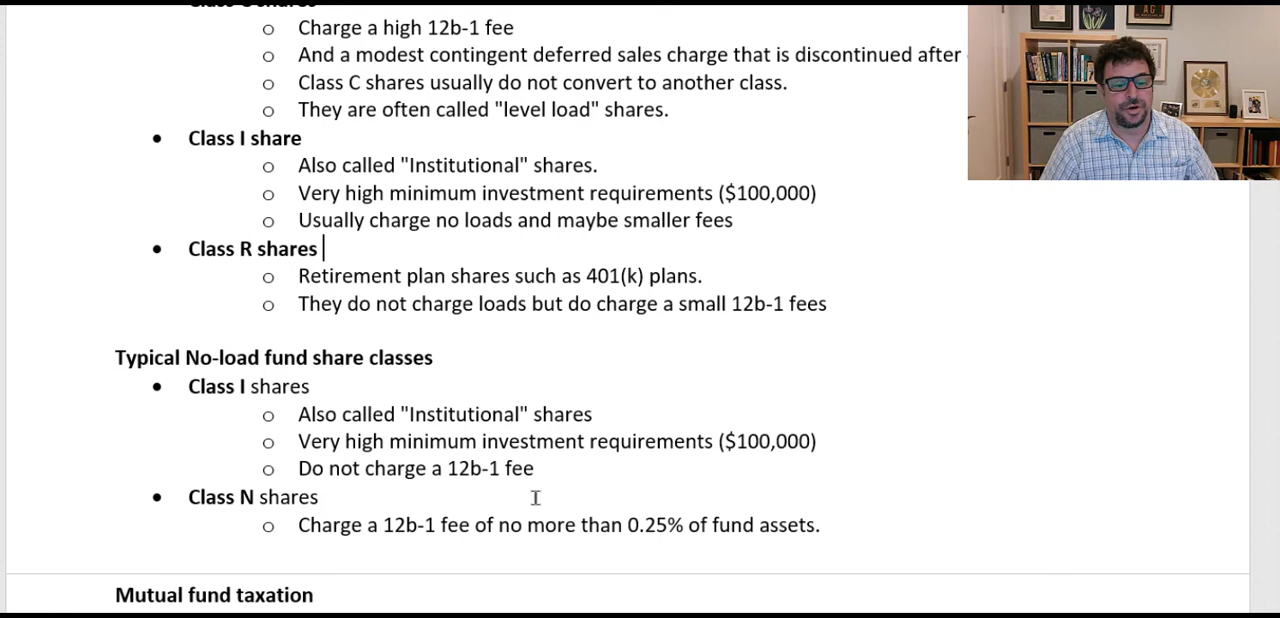 Charge a high 12b-1 fee
And a modest contingent deferred sales charge that is discontinued after
Class C shares usually do not convert to another class.
They are often called "level load" shares.
Class I share
Also called "Institutional" shares.
Very high minimum investment requirements ($100,000)
Usually charge no loads and maybe smaller fees
Class R shares
Retirement plan shares such as 401(k) plans.
They do not charge loads but do charge a small 12b-1 fees
Typical No-load fund share classes
Class I shares
Also called "Institutional" shares
Very high minimum investment requirements ($100,000)
Do not charge a 12b-1 fee
Class N shares
Charge a 12b-1 fee of no more than 0.25% of fund assets.
Mutual fund taxation